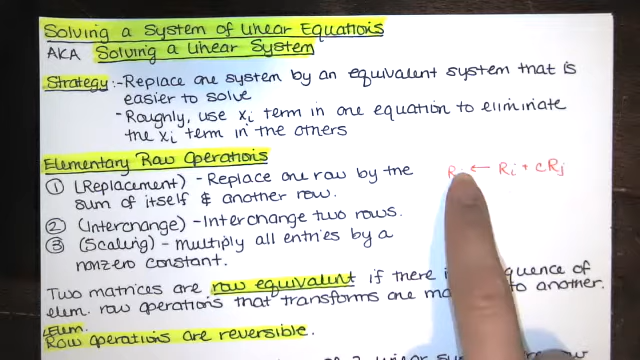 Solving a System of Linear Equations
AKA Solving a Linear System
Strategy:- Replace one system by an equivalent system that is
easier to solve
- Roughly, use xi term in one equation to eliminate
the xi term in the others
Elementary Row Operations
① (Replacement) - Replace one row by the
sum of itself & another row.
R ← Ri + cRj
② (Interchange) - Interchange two rows.
③ (Scaling) - multiply all entries by a
nonzero constant.
Two matrices are row equivalent if there quence of
elem. row operations that transforms one to another.
Elem.
Row operations are reversible.